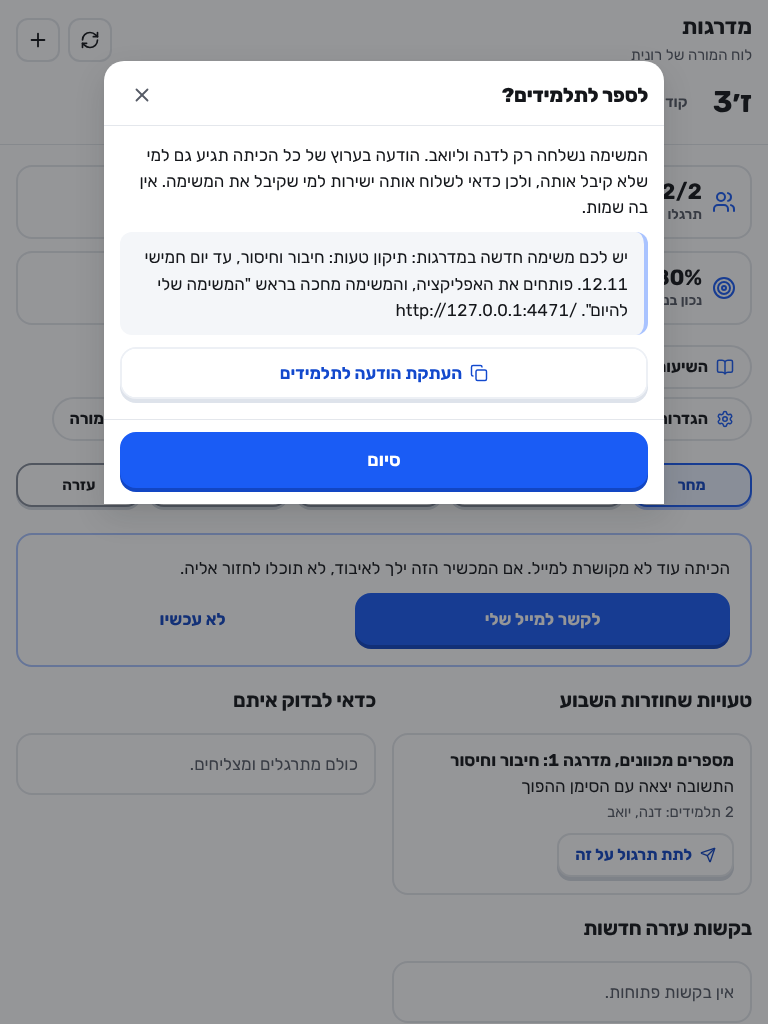 מדרגות
לוח המורה של רונית
ז׳3
קוד
לספר לתלמידים?
המשימה נשלחה רק לדנה וליואב. הודעה בערוץ של כל הכיתה תגיע גם למי
שלא קיבל אותה, ולכן כדאי לשלוח אותה ישירות למי שקיבל את המשימה. אין
בה שמות.
יש לכם משימה חדשה במדרגות: תיקון טעות: חיבור וחיסור, עד יום חמישי
12.11. פותחים את האפליקציה, והמשימה מחכה בראש "המשימה שלי
להיום". http://127.0.0.1:4471/
העתקת הודעה לתלמידים
סיום
2/2
תרגלו
80%
מחר
עזרה
הכיתה עוד לא מקושרת למייל. אם המכשיר הזה ילך לאיבוד, לא תוכלו לחזור אליה.
לקשר למייל שלי
לא עכשיו
טעויות שחוזרות השבוע
מספרים מכוונים, מדרגה 1: חיבור וחיסור
התשובה יצאה עם הסימן ההפוך
2 תלמידים: דנה, יואב
לתת תרגול על זה
כדאי לבדוק איתם
כולם מתרגלים ומצליחים.
בקשות עזרה חדשות
אין בקשות פתוחות.